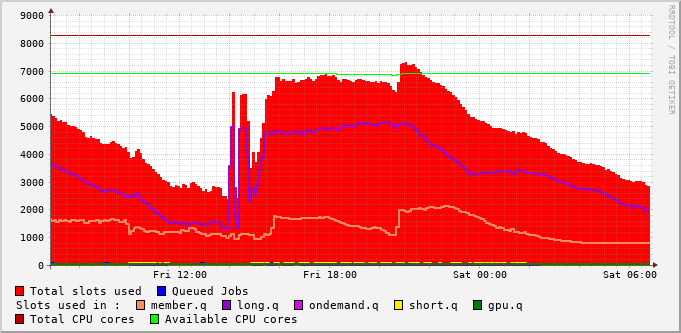 9000
8000
7000
6000
5000
4000
3000
2000
1000
0
Fri 12:00 Fri 18:00 Sat 00:00 Sat 06:00
RRDTOOL / TOBI OETIKER
Total slots used Queued Jobs
Slots used in : member.q long.q ondemand.q short.q gpu.q
Total CPU cores Available CPU cores